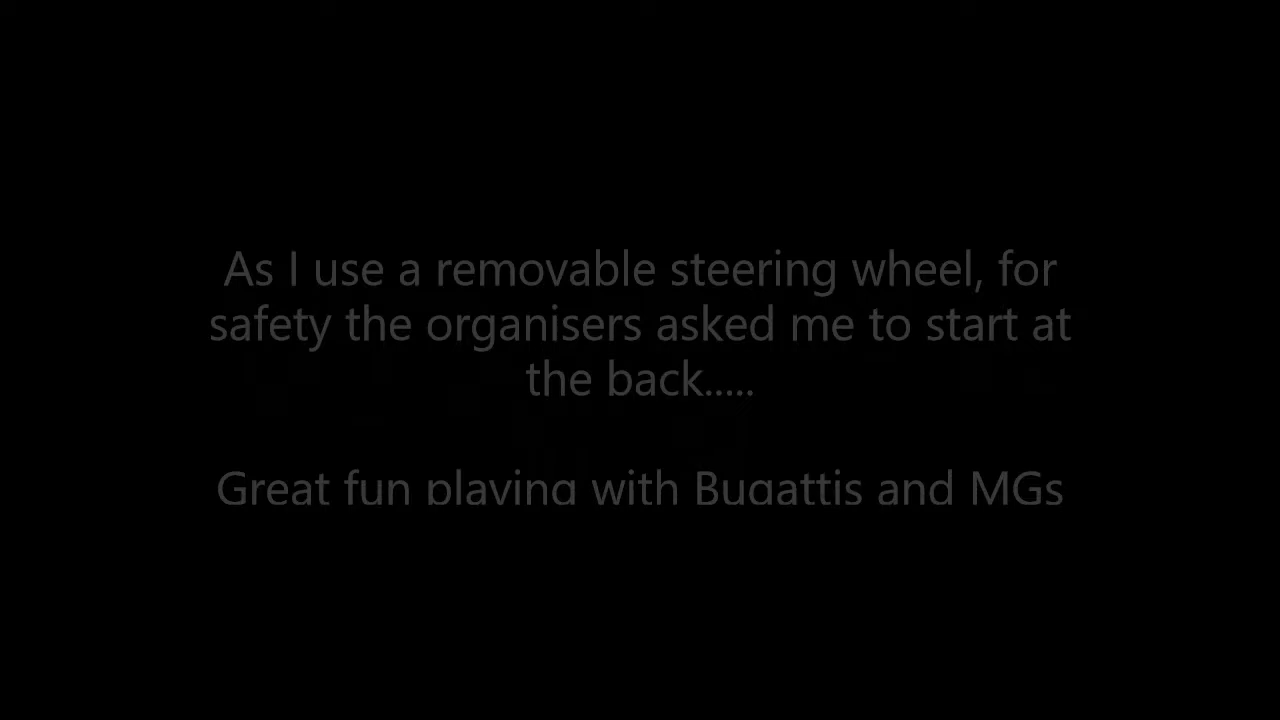 As I use a removable steering wheel, for
safety the organisers asked me to start at
the back.....
Great fun playing with Bugattis and MGs